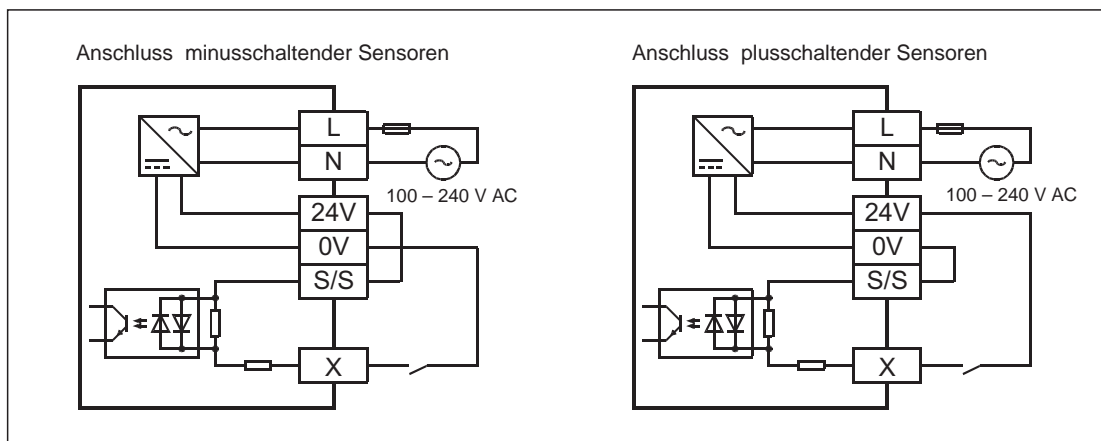 Anschluss minusschaltender Sensoren
L
N
100 – 240 V AC
24V
0V
S/S
X
Anschluss plusschaltender Sensoren
L
N
100 – 240 V AC
24V
0V
S/S
X